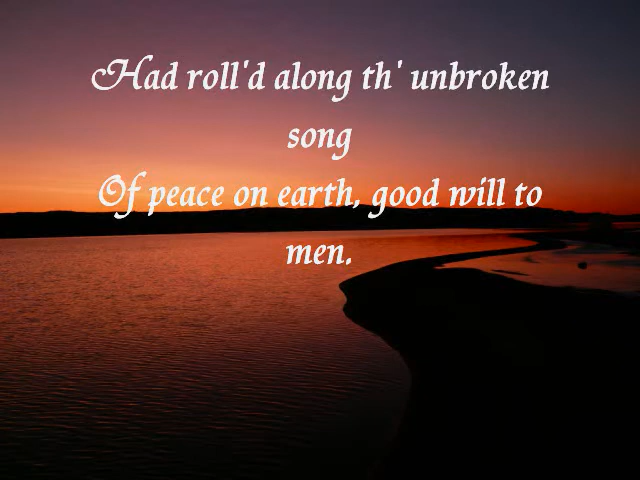 Had roll'd along th' unbroken
song
Of peace on earth, good will to
men.